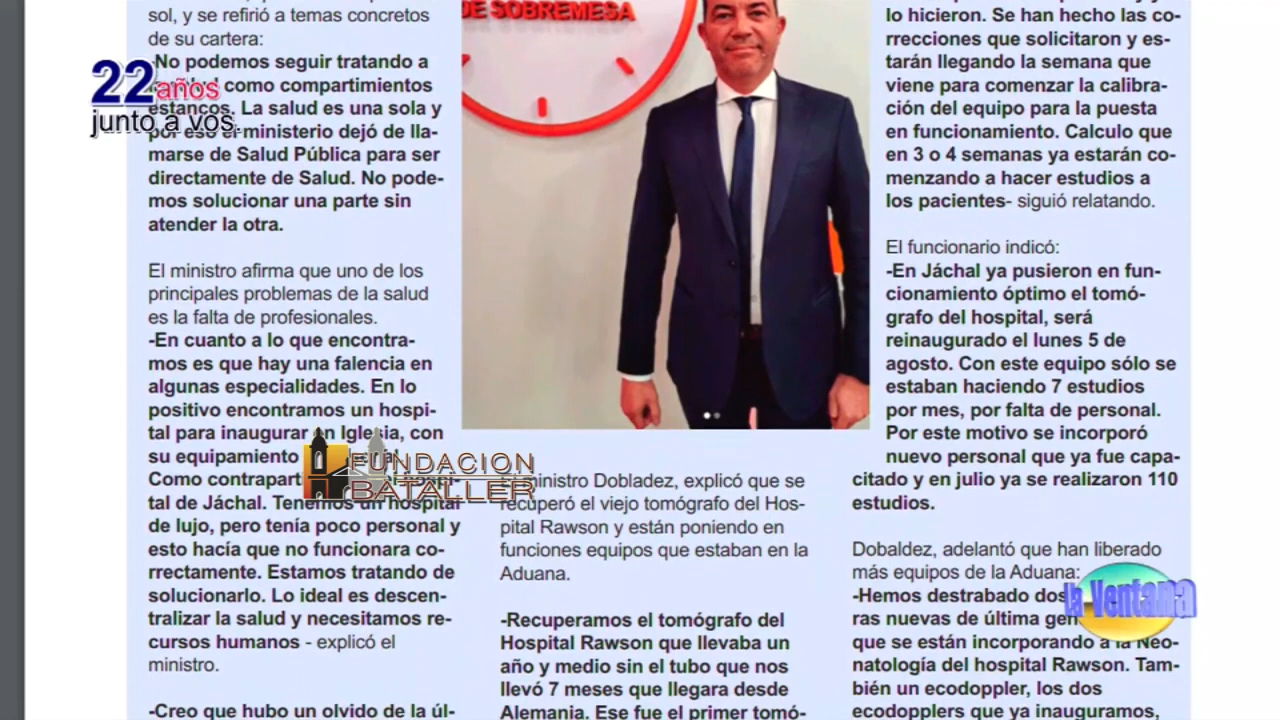 sol, y se refirió a temas concretos
de su cartera:
-No podemos seguir tratando a
como compartimientos
estancos. La salud es una sola y
por eso el ministerio dejó de lla-
marse de Salud Pública para ser
directamente de Salud. No pode-
mos solucionar una parte sin
atender la otra.
El ministro afirma que uno de los
principales problemas de la salud
es la falta de profesionales.
-En cuanto a lo que encontra-
mos es que hay una falencia en
algunas especialidades. En lo
positivo encontramos un hospi-
tal para inaugurar en Iglesia, con
su equipamiento
Como contraparti
tal de Jáchal. Tenemos un hospital
de lujo, pero tenía poco personal y
esto hacía que no funcionara co-
rrectamente. Estamos tratando de
solucionarlo. Lo ideal es descen-
tralizar la salud y necesitamos re-
cursos humanos - explicó el
ministro.
-Creo que hubo un olvido de la úl-
DE SOBREMESA
ministro Dobladez, explicó que se
recuperó el viejo tomógrafo del Hos-
pital Rawson y están poniendo en
funciones equipos que estaban en la
Aduana.
-Recuperamos el tomógrafo del
Hospital Rawson que llevaba un
año y medio sin el tubo que nos
llevó 7 meses que llegara desde
Alemania. Ese fue el primer tomó-
lo hicieron. Se han hecho las co-
rrecciones que solicitaron y es-
tarán llegando la semana que
viene para comenzar la calibra-
ción del equipo para la puesta
en funcionamiento. Calculo que
en 3 o 4 semanas ya estarán co-
menzando a hacer estudios a
los pacientes- siguió relatando.
El funcionario indicó:
-En Jáchal ya pusieron en fun-
cionamiento óptimo el tomó-
grafo del hospital, será
reinaugurado el lunes 5 de
agosto. Con este equipo sólo se
estaban haciendo 7 estudios
por mes, por falta de personal.
Por este motivo se incorporó
nuevo personal que ya fue capa-
citado y en julio ya se realizaron 110
estudios.
Dobaldez, adelantó que han liberado
más equipos de la Aduana:
-Hemos destrabado dos
ras nuevas de última gen
que se están incorporando a la Neo-
natología del hospital Rawson. Tam-
bién un ecodoppler, los dos
ecodopplers que ya inauguramos,
22 años
junto a vos
FUNDACION
BATALLER
la Ventana